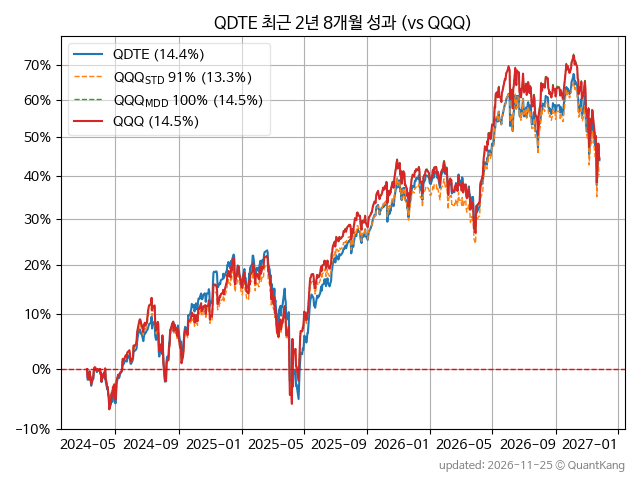 QDTE 최근 2년 8개월 성과 (vs QQQ)
QDTE (14.4%)
QQQSTD 91% (13.3%)
QQQMDD 100% (14.5%)
QQQ (14.5%)
70%
60%
50%
40%
30%
20%
10%
0%
−10%
2024-05 2024-09 2025-01 2025-05 2025-09 2026-01 2026-05 2026-09 2027-01
updated: 2026-11-25 © QuantKang